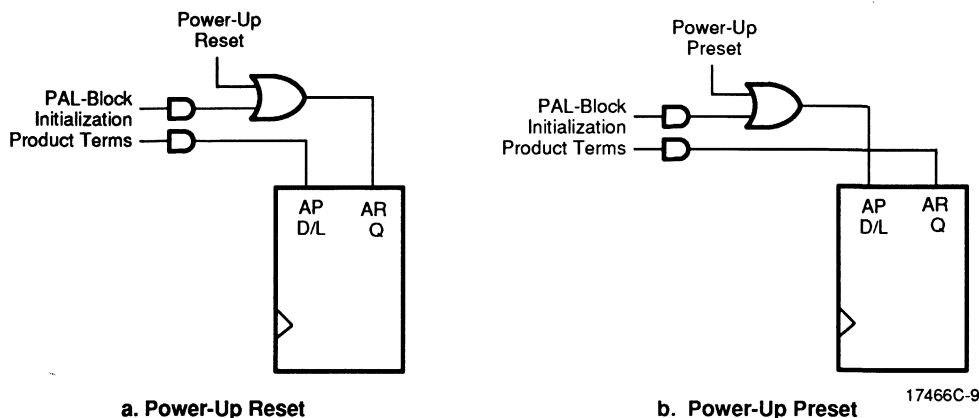 Power-Up
Reset
PAL-Block
Initialization
Product Terms
AP AR
D/L Q
a. Power-Up Reset
Power-Up
Preset
PAL-Block
Initialization
Product Terms
AP AR
D/L Q
b. Power-Up Preset
17466C-9